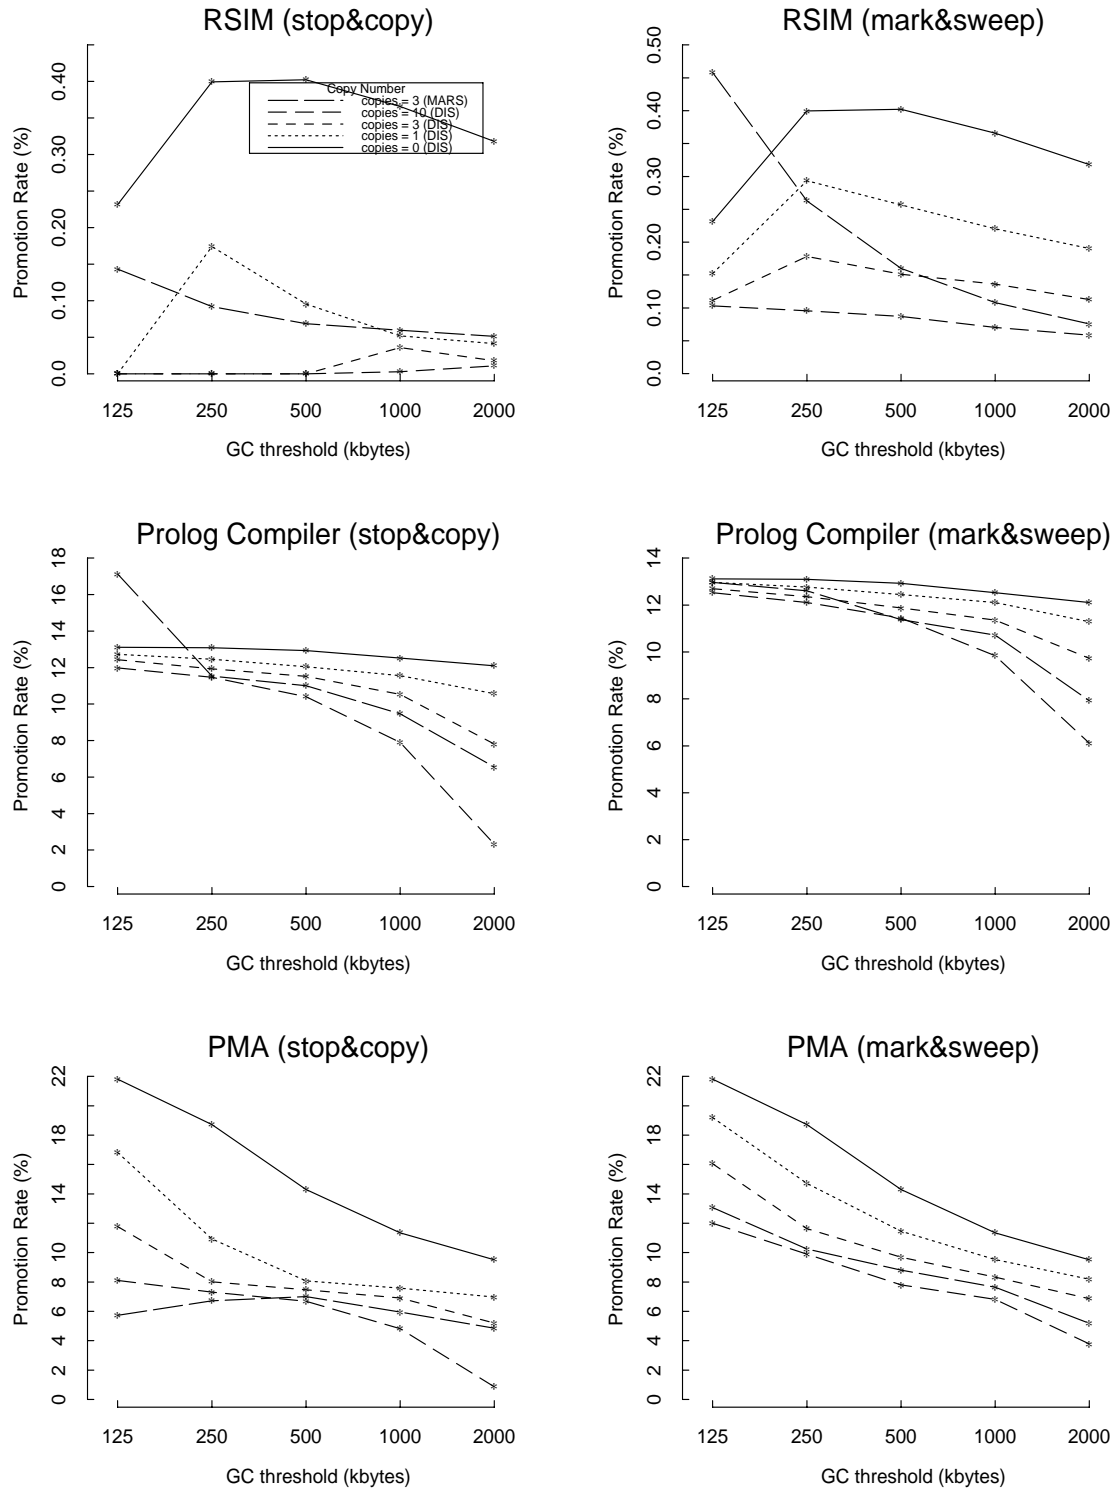 RSIM (stop&copy)
Promotion Rate (%)
0.0 0.10 0.20 0.30 0.40
Copy Number
copies = 3 (MARS)
copies = 10 (DIS)
copies = 3 (DIS)
copies = 1 (DIS)
copies = 0 (DIS)
125 250 500 1000 2000
GC threshold (kbytes)
RSIM (mark&sweep)
Promotion Rate (%)
0.0 0.10 0.20 0.30 0.40 0.50
125 250 500 1000 2000
GC threshold (kbytes)
Prolog Compiler (stop&copy)
Promotion Rate (%)
0 2 4 6 8 10 12 14 16 18
125 250 500 1000 2000
GC threshold (kbytes)
Prolog Compiler (mark&sweep)
Promotion Rate (%)
0 2 4 6 8 10 12 14
125 250 500 1000 2000
GC threshold (kbytes)
PMA (stop&copy)
Promotion Rate (%)
0 2 4 6 8 10 14 18 22
125 250 500 1000 2000
GC threshold (kbytes)
PMA (mark&sweep)
Promotion Rate (%)
0 2 4 6 8 10 14 18 22
125 250 500 1000 2000
GC threshold (kbytes)